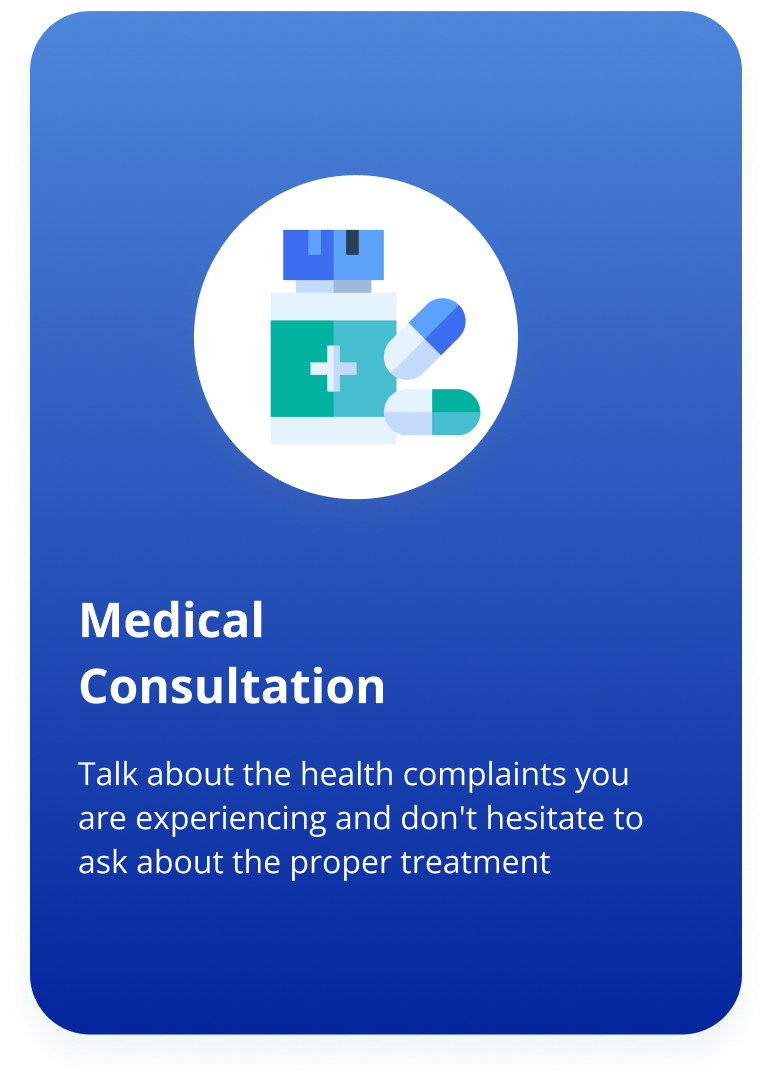 Medical
Consultation
Talk about the health complaints you
are experiencing and don't hesitate to
ask about the proper treatment